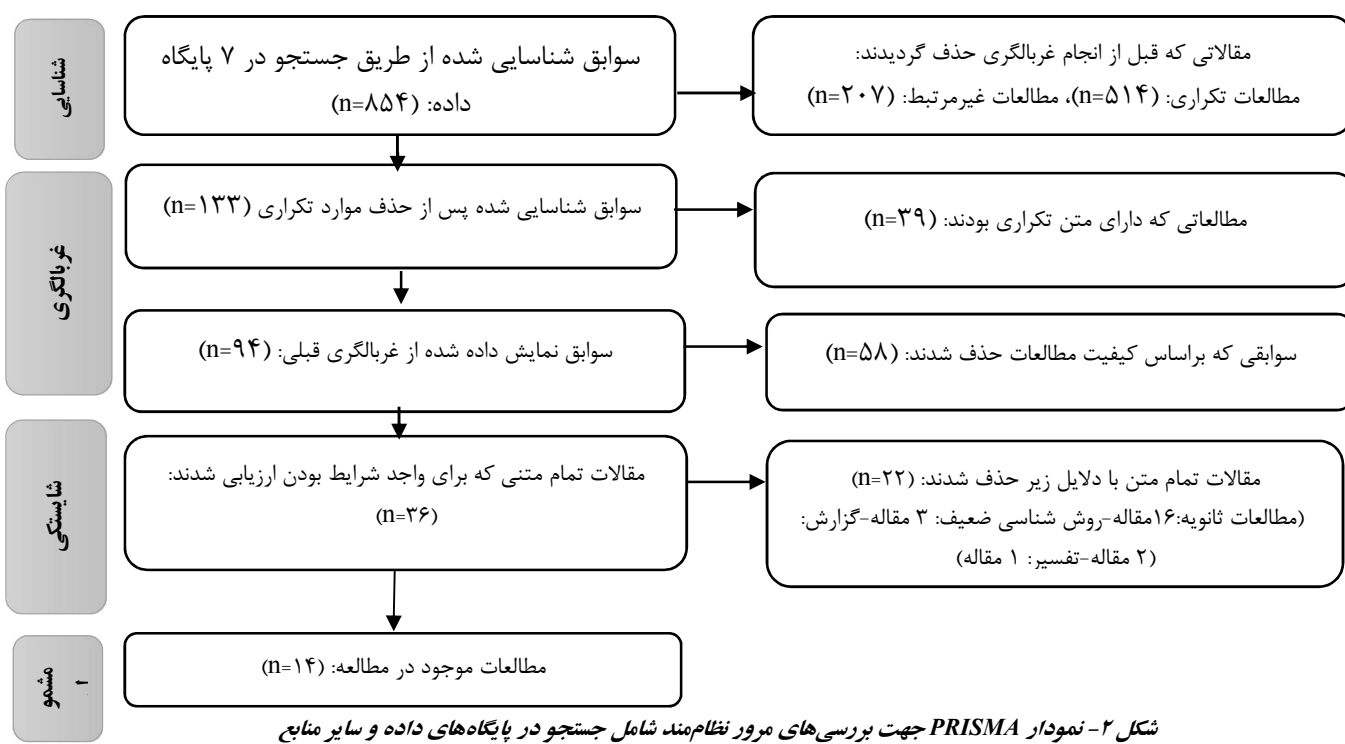 شناسایی
سوابق شناسایی شده از طریق جستجو در ۷ پایگاه
داده: (n=۸۵۴)
مقالاتی که قبل از انجام غربالگری حذف گردیدند:
مطالعات تکراری: (n=۵۱۴)، مطالعات غیرمرتبط: (n=۲۰۷)
غربالگری
سوابق شناسایی شده پس از حذف موارد تکراری (n=۱۳۳)
مطالعاتی که دارای متن تکراری بودند: (n=۳۹)
سوابق نمایش داده شده از غربالگری قبلی: (n=۹۴)
سوابقی که براساس کیفیت مطالعات حذف شدند: (n=۵۸)
شایستگی
مقالات تمام متنی که برای واجد شرایط بودن ارزیابی شدند:
(n=۳۶)
مقالات تمام متن با دلایل زیر حذف شدند: (n=۲۲)
(مطالعات ثانویه:۱۶مقاله-روش شناسی ضعیف: ۳ مقاله-گزارش:
۲ مقاله-تفسیر: ۱ مقاله)
مشمو
مطالعات موجود در مطالعه: (n=۱۴)
شکل ۲- نمودار PRISMA جهت بررسی‌های مرور نظام‌مند شامل جستجو در پایگاه‌های داده و سایر منابع